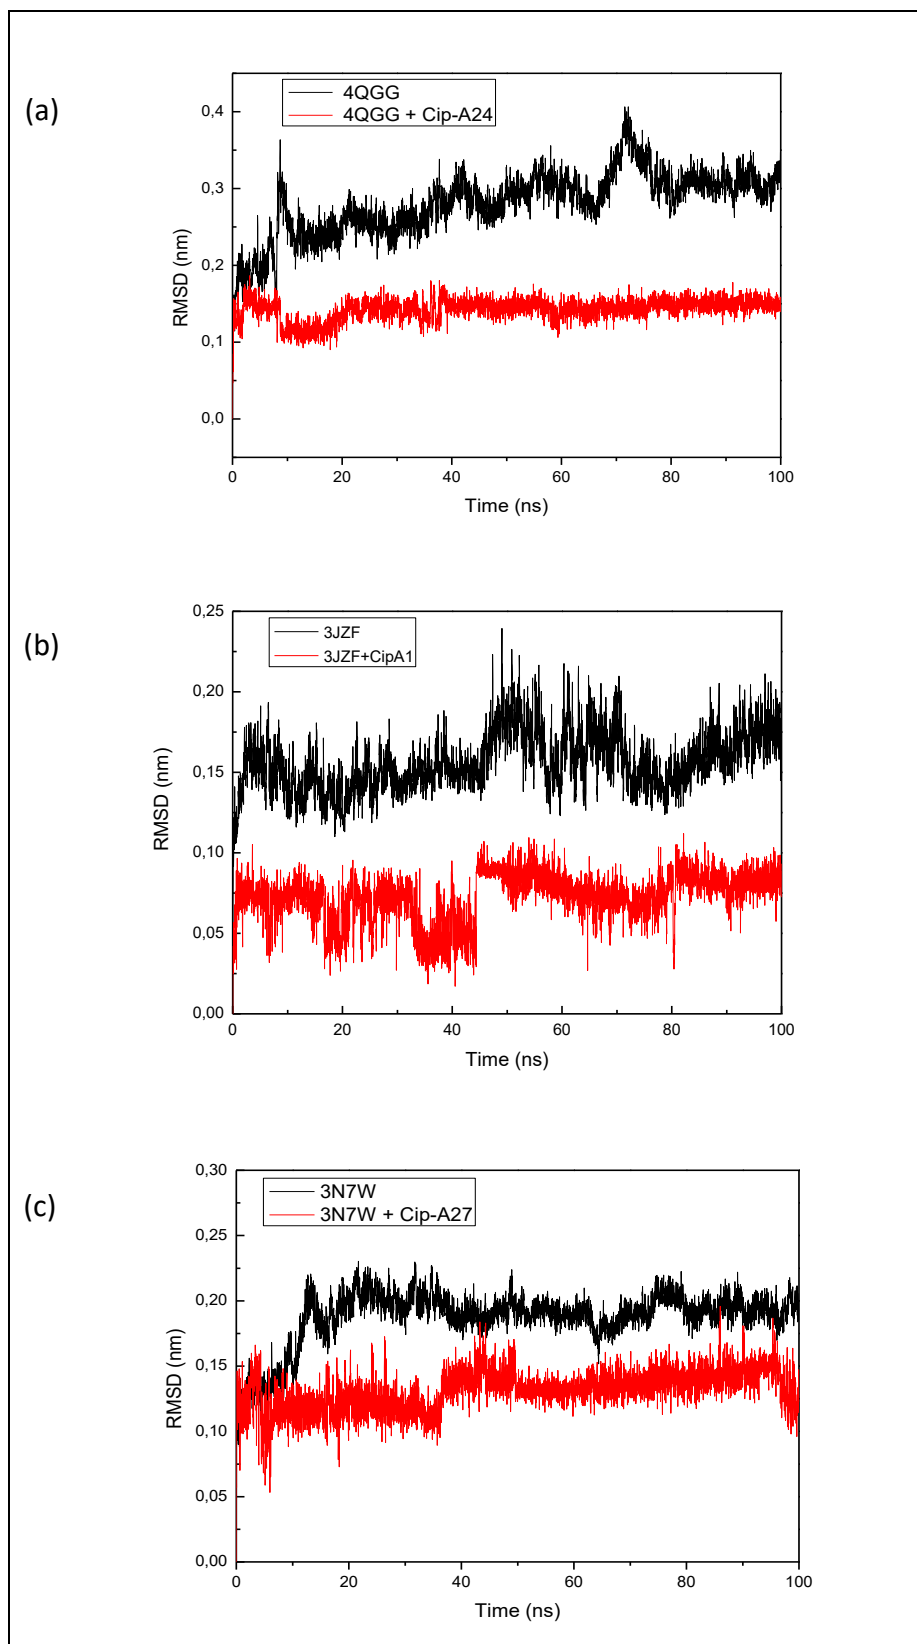 (a)
4QGG
4QGG + Cip-A24
0,4
0,3
0,2
0,1
0,0
RMSD (nm)
0 20 40 60 80 100
Time (ns)
(b)
3JZF
3JZF+CipA1
0,25
0,20
0,15
0,10
0,05
0,00
RMSD (nm)
0 20 40 60 80 100
Time (ns)
(c)
3N7W
3N7W + Cip-A27
0,30
0,25
0,20
0,15
0,10
0,05
0,00
RMSD (nm)
0 20 40 60 80 100
Time (ns)